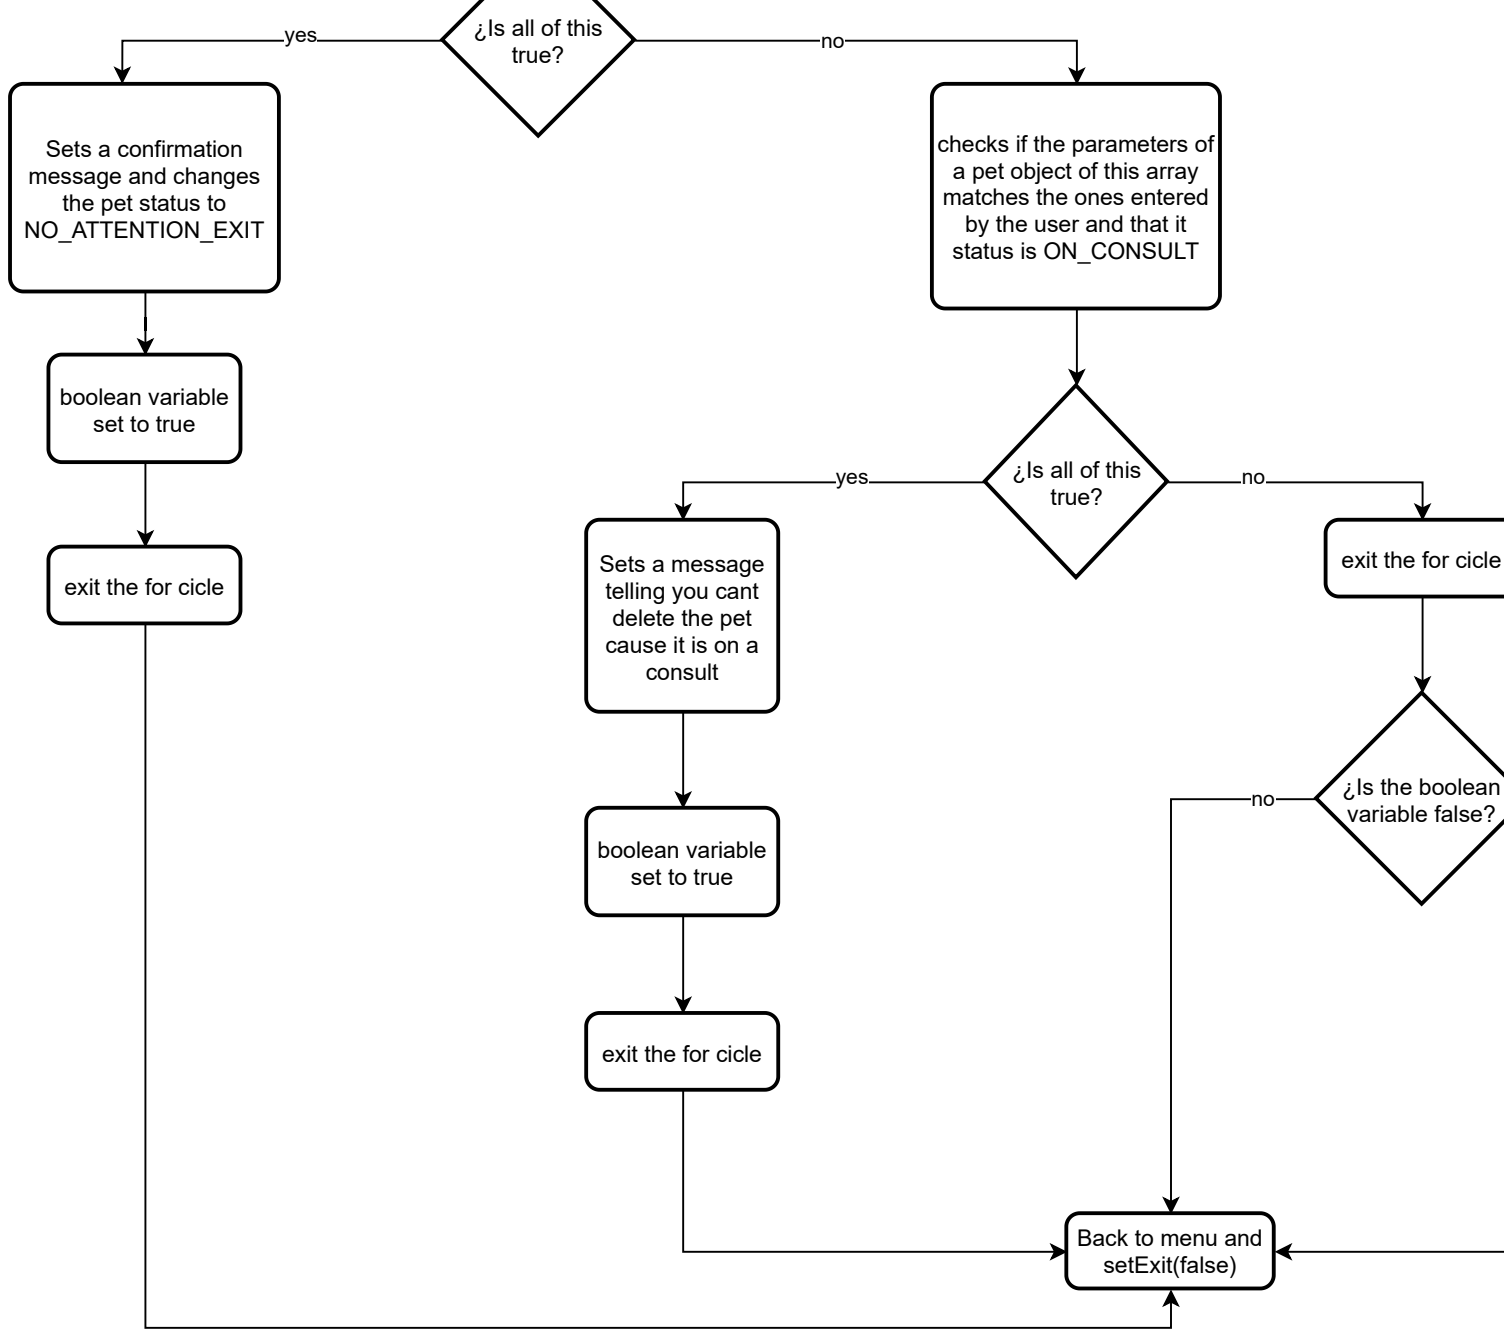 ¿Is all of this
true?
yes
no
Sets a confirmation
message and changes
the pet status to
NO_ATTENTION_EXIT
checks if the parameters of
a pet object of this array
matches the ones entered
by the user and that it
status is ON_CONSULT
boolean variable
set to true
exit the for cicle
¿Is all of this
true?
yes
no
Sets a message
telling you cant
delete the pet
cause it is on a
consult
exit the for cicle
¿Is the boolean
variable false?
no
boolean variable
set to true
exit the for cicle
Back to menu and
setExit(false)